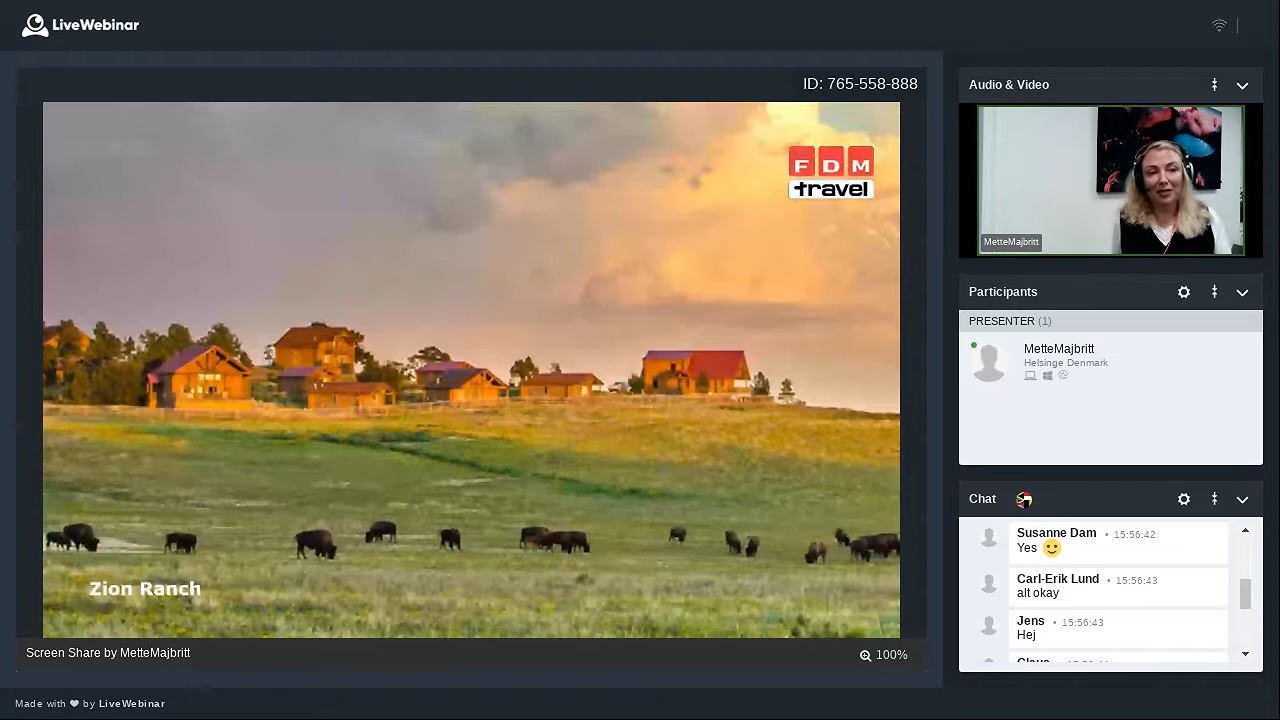 LiveWebinar
ID: 765-558-888
FDM
travel
Zion Ranch
Screen Share by MetteMajbritt
100%
Made with ❤ by LiveWebinar
Audio & Video
MetteMajbritt
Participants
PRESENTER (1)
MetteMajbritt
Helsinge Denmark
Chat
Susanne Dam • 15:56:42
Yes 🙂
Carl-Erik Lund • 15:56:43
alt okay
Jens • 15:56:43
Hej